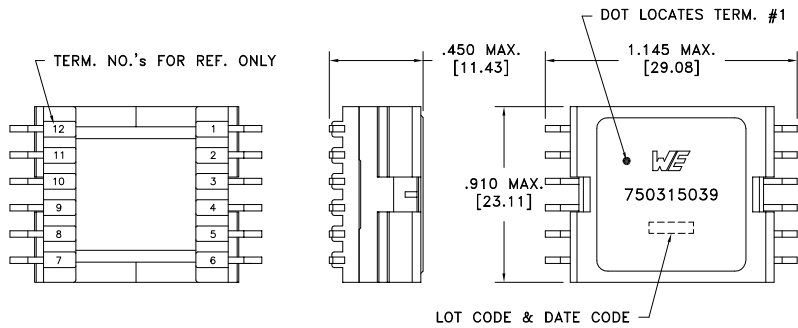 DOT LOCATES TERM. #1
TERM. NO.'s FOR REF. ONLY
.450 MAX.
[11.43]
1.145 MAX.
[29.08]
12 1
11 2
10 3
9 4
8 5
7 6
.910 MAX.
[23.11]
WE
750315039
LOT CODE & DATE CODE